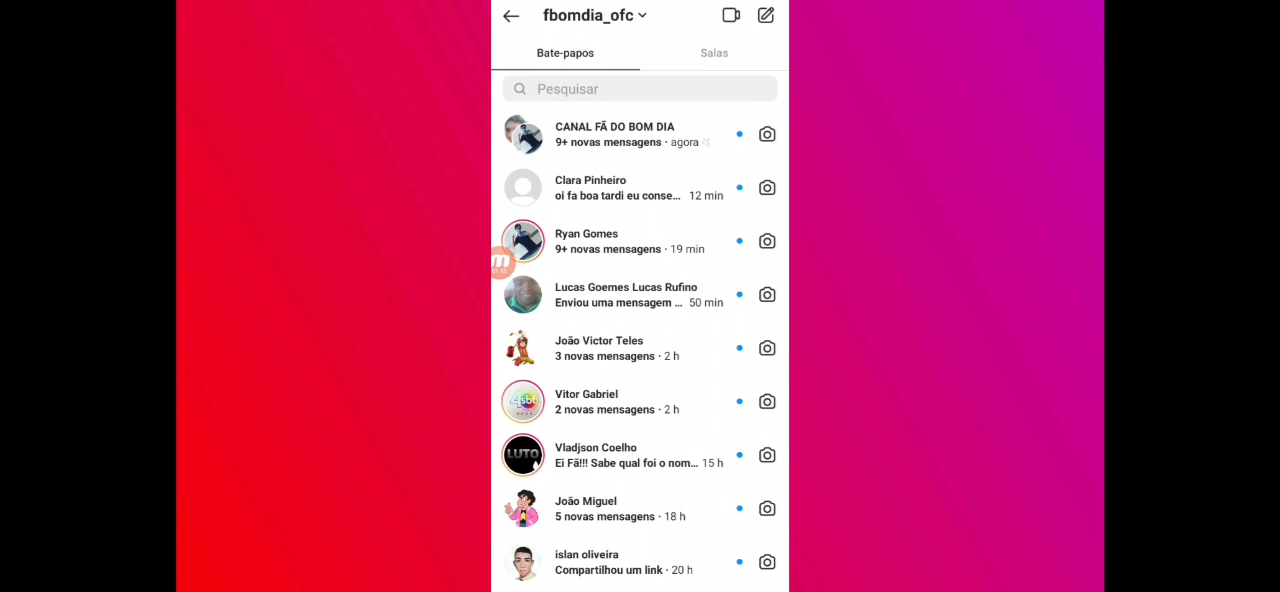 fbomdia_ofc
Bate-papos Salas
Pesquisar
CANAL FÃ DO BOM DIA
9+ novas mensagens · agora
Clara Pinheiro
oi fa boa tardi eu conse... 12 min
Ryan Gomes
9+ novas mensagens · 19 min
01:45
Lucas Goemes Lucas Rufino
Enviou uma mensagem ... 50 min
João Victor Teles
3 novas mensagens · 2 h
Vitor Gabriel
2 novas mensagens · 2 h
sbt
Vladjson Coelho
Ei Fã!!! Sabe qual foi o nom... 15 h
LUTO
João Miguel
5 novas mensagens · 18 h
islan oliveira
Compartilhou um link · 20 h